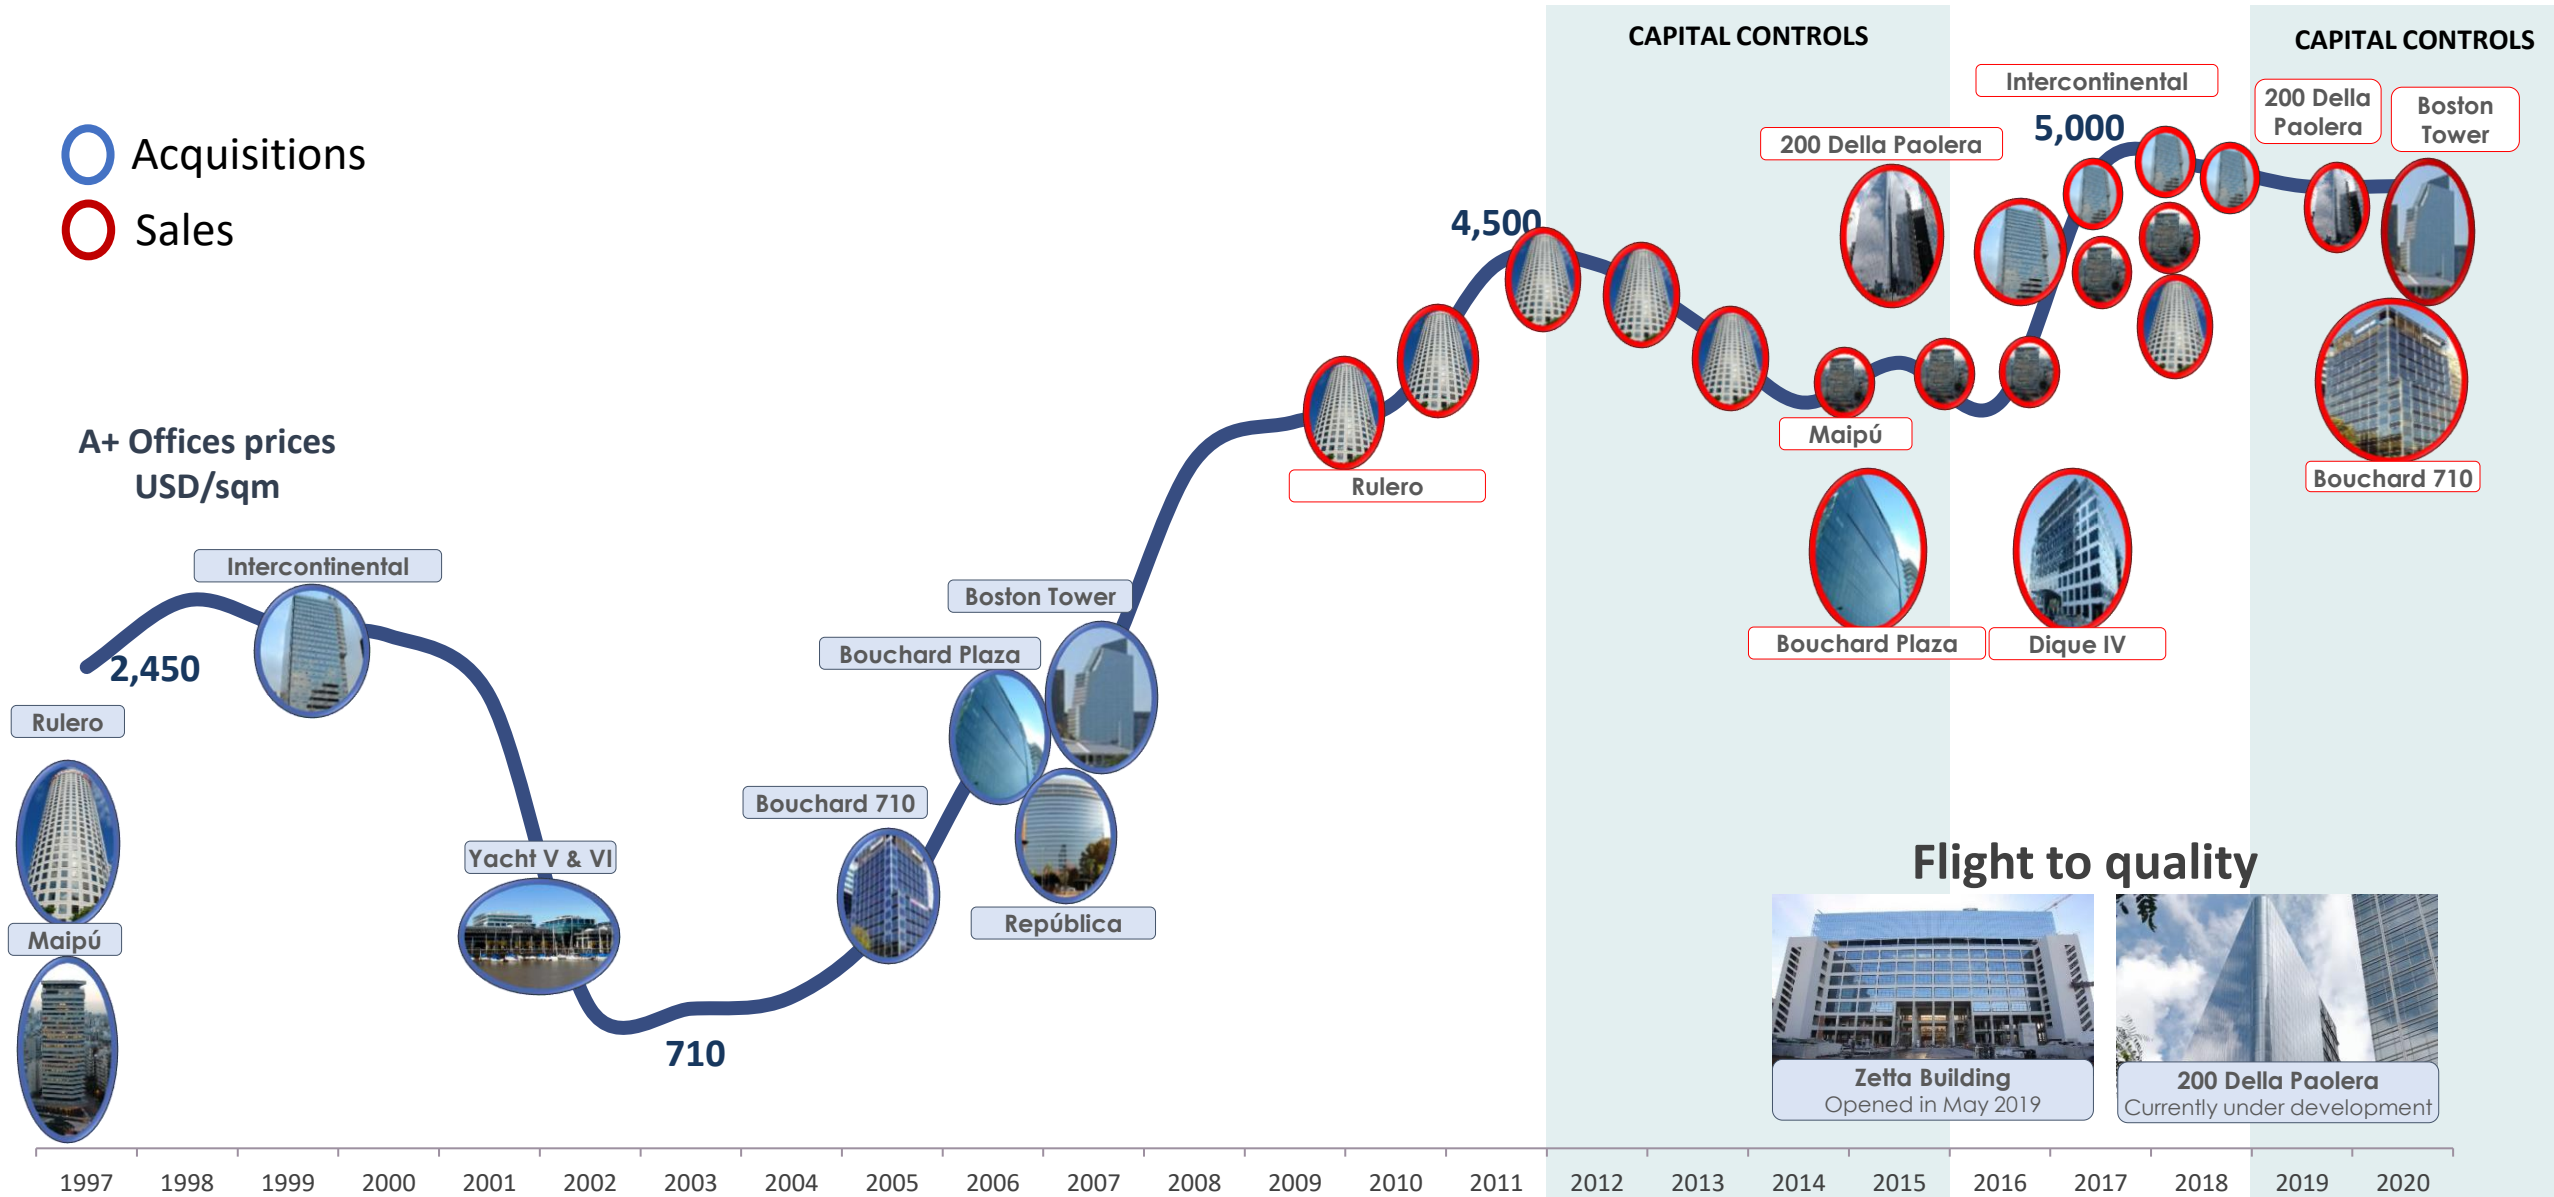 CAPITAL CONTROLS
CAPITAL CONTROLS
Acquisitions
Sales
Intercontinental
5,000
200 Della
Paolera
Boston
Tower
200 Della Paolera
4,500
A+ Offices prices
USD/sqm
Maipú
Rulero
Bouchard 710
Intercontinental
2,450
Boston Tower
Bouchard Plaza
Bouchard Plaza
Dique IV
Rulero
Bouchard 710
Yacht V & VI
República
Maipú
710
Flight to quality
Zetta Building
Opened in May 2019
200 Della Paolera
Currently under development
1997 1998 1999 2000 2001 2002 2003 2004 2005 2006 2007 2008 2009 2010 2011 2012 2013 2014 2015 2016 2017 2018 2019 2020